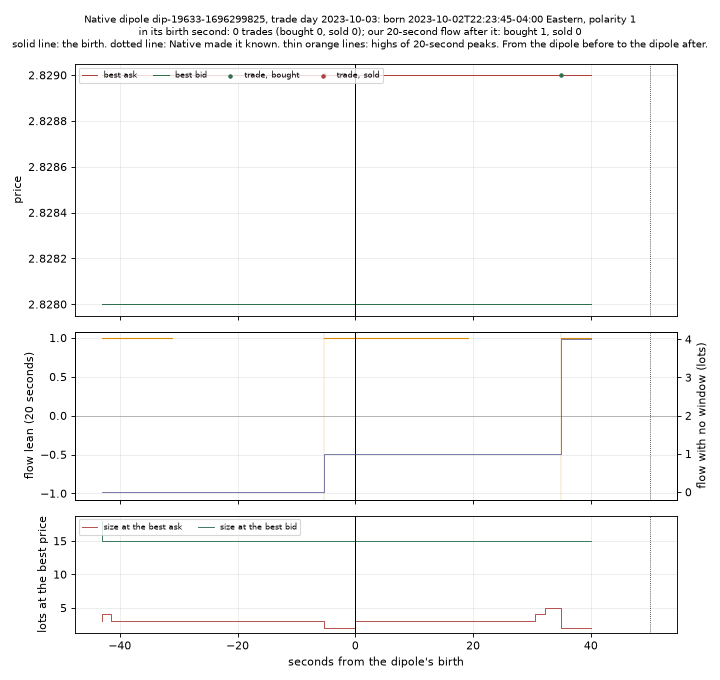 Native dipole dip-19633-1696299825, trade day 2023-10-03: born 2023-10-02T22:23:45-04:00 Eastern, polarity 1
in its birth second: 0 trades (bought 0, sold 0); our 20-second flow after it: bought 1, sold 0
solid line: the birth. dotted line: Native made it known. thin orange lines: highs of 20-second peaks. From the dipole before to the dipole after.
best ask best bid trade, bought trade, sold
2.8290
2.8288
2.8286
2.8284
2.8282
2.8280
price
1.0
0.5
0.0
−0.5
−1.0
flow lean (20 seconds)
4
3
2
1
0
flow with no window (lots)
size at the best ask size at the best bid
15
10
5
lots at the best price
−40 −20 0 20 40
seconds from the dipole's birth